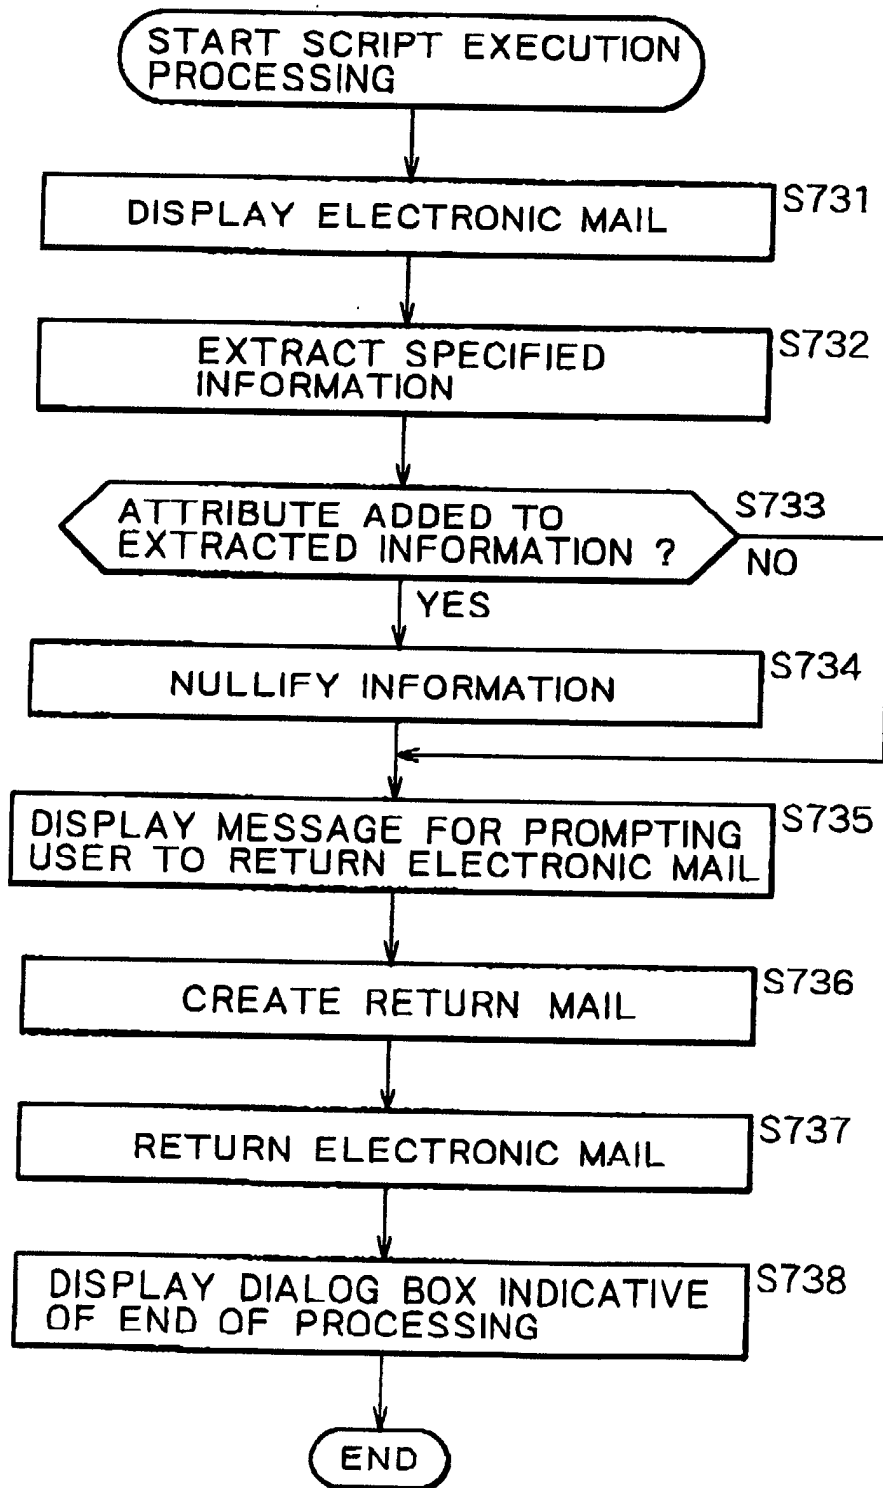 START SCRIPT EXECUTION
PROCESSING
DISPLAY ELECTRONIC MAIL
S731
EXTRACT SPECIFIED
INFORMATION
S732
ATTRIBUTE ADDED TO
EXTRACTED INFORMATION ?
S733
NO
YES
NULLIFY INFORMATION
S734
DISPLAY MESSAGE FOR PROMPTING
USER TO RETURN ELECTRONIC MAIL
S735
CREATE RETURN MAIL
S736
RETURN ELECTRONIC MAIL
S737
DISPLAY DIALOG BOX INDICATIVE
OF END OF PROCESSING
S738
END